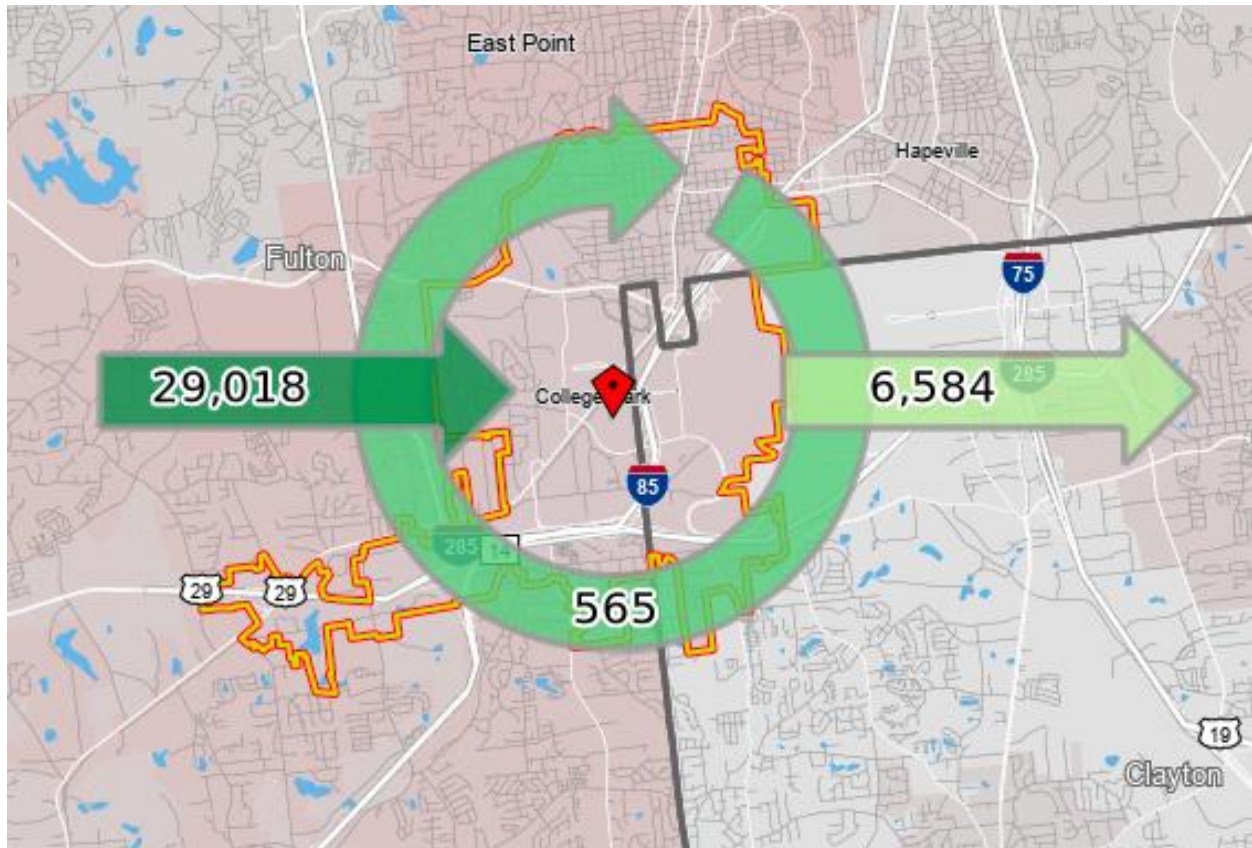 East Point
Hapeville
Fulton
75
29,018
6,584
285
College Park
85
285
14
29
29
565
19
Clayton